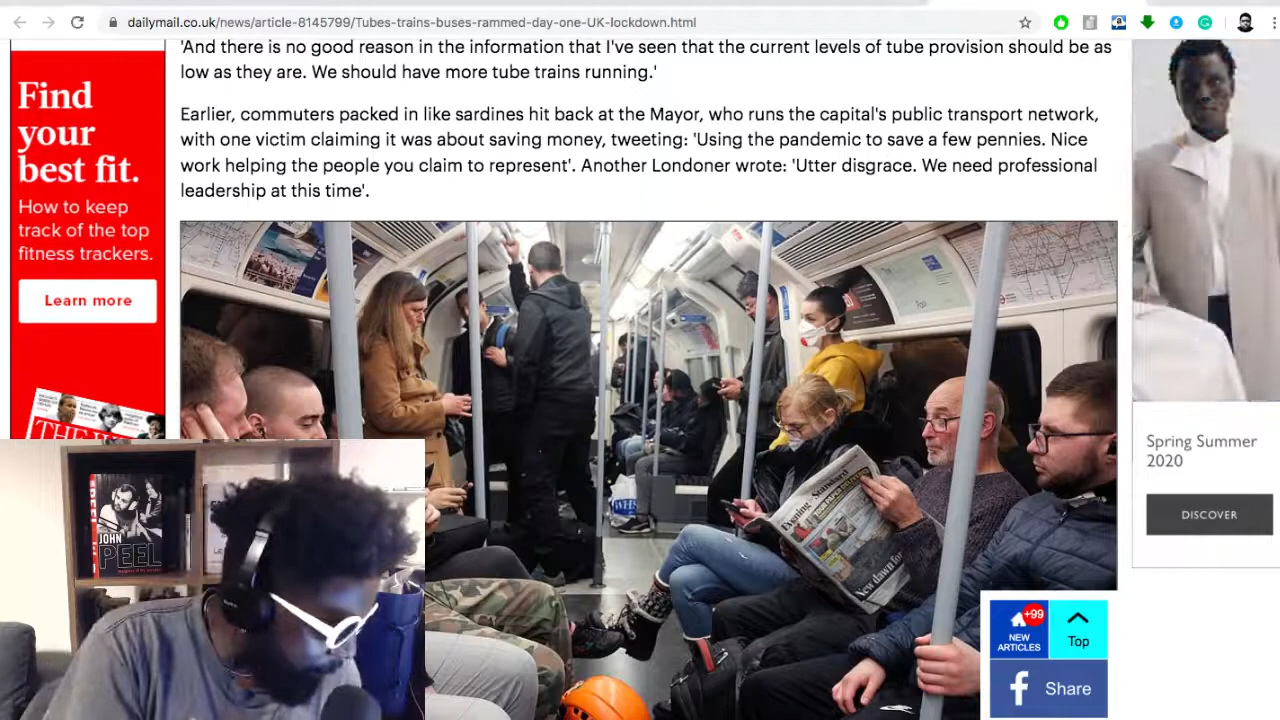 dailymail.co.uk/news/article-8145799/Tubes-trains-buses-rammed-day-one-UK-lockdown.html
'And there is no good reason in the information that I've seen that the current levels of tube provision should be as
low as they are. We should have more tube trains running.'
Earlier, commuters packed in like sardines hit back at the Mayor, who runs the capital's public transport network,
with one victim claiming it was about saving money, tweeting: 'Using the pandemic to save a few pennies. Nice
work helping the people you claim to represent'. Another Londoner wrote: 'Utter disgrace. We need professional
leadership at this time'.
Find
your
best fit.
How to keep
track of the top
fitness trackers.
Learn more
JOHN
PEEL
Evening Standard
New dawn for
Spring Summer
2020
DISCOVER
+99
NEW
ARTICLES
Top
Share